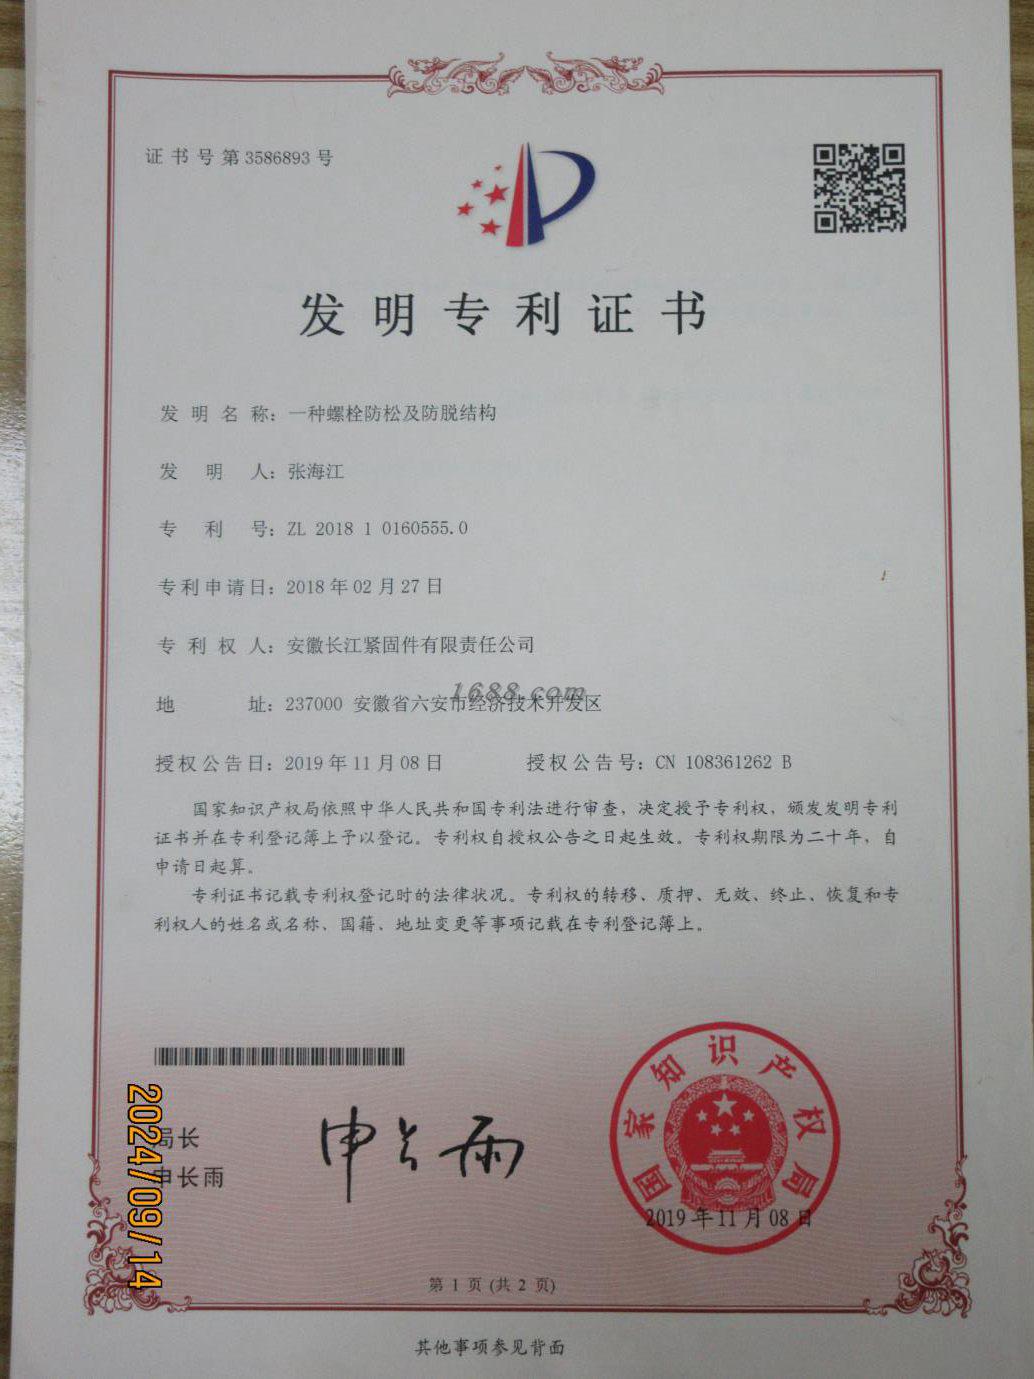 证书号第3586893号
发明专利证书
发明名称：一种螺栓防松及防脱结构
发明人：张海江
专利号：ZL 2018 1 0160555.0
专利申请日：2018年02月27日
专利权人：安徽长江紧固件有限责任公司
地址：237000 安徽省六安市经济技术开发区
1688.com
授权公告日：2019年11月08日 授权公告号：CN 108361262 B
国家知识产权局依照中华人民共和国专利法进行审查，决定授予专利权，颁发发明专利
证书并在专利登记簿上予以登记。专利权自授权公告之日起生效。专利权期限为二十年，自
申请日起算。
专利证书记载专利权登记时的法律状况。专利权的转移、质押、无效、终止、恢复和专
利权人的姓名或名称、国籍、地址变更等事项记载在专利登记簿上。
局长
申长雨
申长雨
国家知识产权局
2019年11月08日
2024/09/14
第1页(共2页)
其他事项参见背面